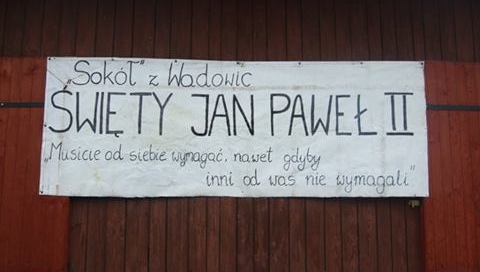 „Sokół" z Wadowic
ŚWIĘTY JAN PAWEŁ II
„Musicie od siebie wymagać, nawet gdyby
inni od was nie wymagali"